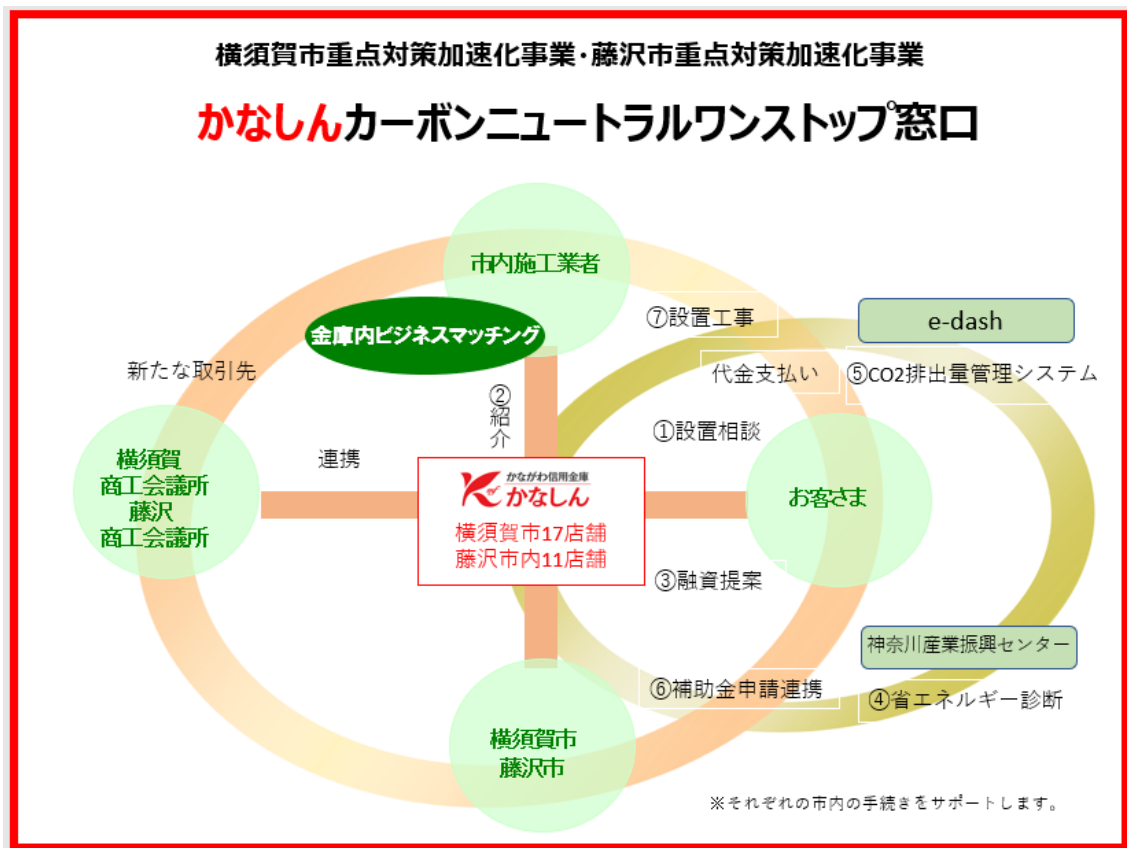 横須賀市重点対策加速化事業･藤沢市重点対策加速化事業
かなしんカーボンニュートラルワンストップ窓口
市内施工業者
金庫内ビジネスマッチング
⑦設置工事
e-dash
新たな取引先
代金支払い
⑤CO2排出量管理システム
②紹介
①設置相談
横須賀
商工会議所
藤沢
商工会議所
連携
かながわ信用金庫
かなしん
横須賀市17店舗
藤沢市内11店舗
お客さま
③融資提案
神奈川産業振興センター
⑥補助金申請連携
④省エネルギー診断
横須賀市
藤沢市
※それぞれの市内の手続きをサポートします。